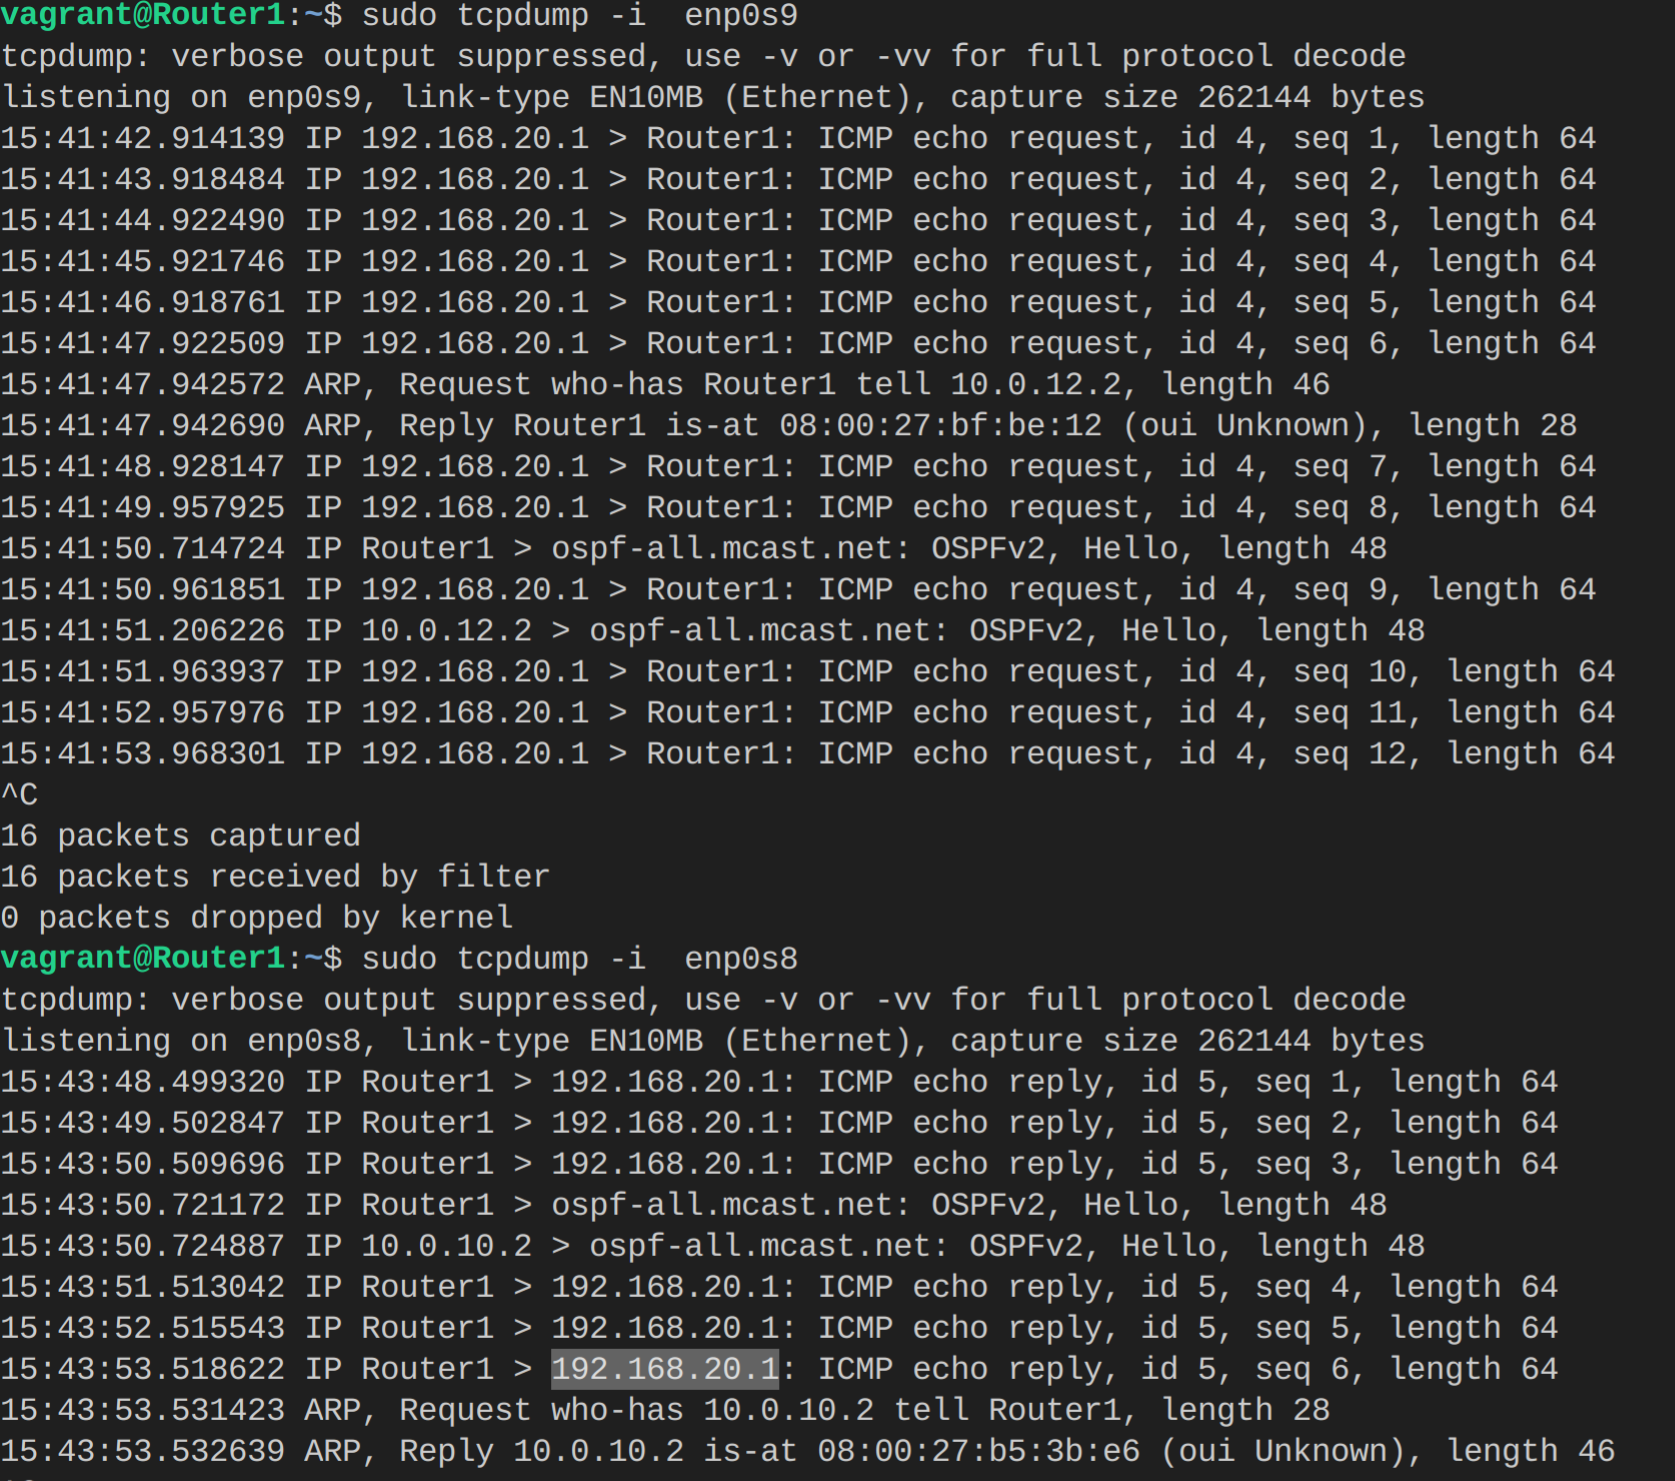 vagrant@Router1:~$ sudo tcpdump -i  enp0s9
tcpdump: verbose output suppressed, use -v or -vv for full protocol decode
listening on enp0s9, link-type EN10MB (Ethernet), capture size 262144 bytes
15:41:42.914139 IP 192.168.20.1 > Router1: ICMP echo request, id 4, seq 1, length 64
15:41:43.918484 IP 192.168.20.1 > Router1: ICMP echo request, id 4, seq 2, length 64
15:41:44.922490 IP 192.168.20.1 > Router1: ICMP echo request, id 4, seq 3, length 64
15:41:45.921746 IP 192.168.20.1 > Router1: ICMP echo request, id 4, seq 4, length 64
15:41:46.918761 IP 192.168.20.1 > Router1: ICMP echo request, id 4, seq 5, length 64
15:41:47.922509 IP 192.168.20.1 > Router1: ICMP echo request, id 4, seq 6, length 64
15:41:47.942572 ARP, Request who-has Router1 tell 10.0.12.2, length 46
15:41:47.942690 ARP, Reply Router1 is-at 08:00:27:bf:be:12 (oui Unknown), length 28
15:41:48.928147 IP 192.168.20.1 > Router1: ICMP echo request, id 4, seq 7, length 64
15:41:49.957925 IP 192.168.20.1 > Router1: ICMP echo request, id 4, seq 8, length 64
15:41:50.714724 IP Router1 > ospf-all.mcast.net: OSPFv2, Hello, length 48
15:41:50.961851 IP 192.168.20.1 > Router1: ICMP echo request, id 4, seq 9, length 64
15:41:51.206226 IP 10.0.12.2 > ospf-all.mcast.net: OSPFv2, Hello, length 48
15:41:51.963937 IP 192.168.20.1 > Router1: ICMP echo request, id 4, seq 10, length 64
15:41:52.957976 IP 192.168.20.1 > Router1: ICMP echo request, id 4, seq 11, length 64
15:41:53.968301 IP 192.168.20.1 > Router1: ICMP echo request, id 4, seq 12, length 64
^C
16 packets captured
16 packets received by filter
0 packets dropped by kernel
vagrant@Router1:~$ sudo tcpdump -i  enp0s8
tcpdump: verbose output suppressed, use -v or -vv for full protocol decode
listening on enp0s8, link-type EN10MB (Ethernet), capture size 262144 bytes
15:43:48.499320 IP Router1 > 192.168.20.1: ICMP echo reply, id 5, seq 1, length 64
15:43:49.502847 IP Router1 > 192.168.20.1: ICMP echo reply, id 5, seq 2, length 64
15:43:50.509696 IP Router1 > 192.168.20.1: ICMP echo reply, id 5, seq 3, length 64
15:43:50.721172 IP Router1 > ospf-all.mcast.net: OSPFv2, Hello, length 48
15:43:50.724887 IP 10.0.10.2 > ospf-all.mcast.net: OSPFv2, Hello, length 48
15:43:51.513042 IP Router1 > 192.168.20.1: ICMP echo reply, id 5, seq 4, length 64
15:43:52.515543 IP Router1 > 192.168.20.1: ICMP echo reply, id 5, seq 5, length 64
15:43:53.518622 IP Router1 > 192.168.20.1: ICMP echo reply, id 5, seq 6, length 64
15:43:53.531423 ARP, Request who-has 10.0.10.2 tell Router1, length 28
15:43:53.532639 ARP, Reply 10.0.10.2 is-at 08:00:27:b5:3b:e6 (oui Unknown), length 46